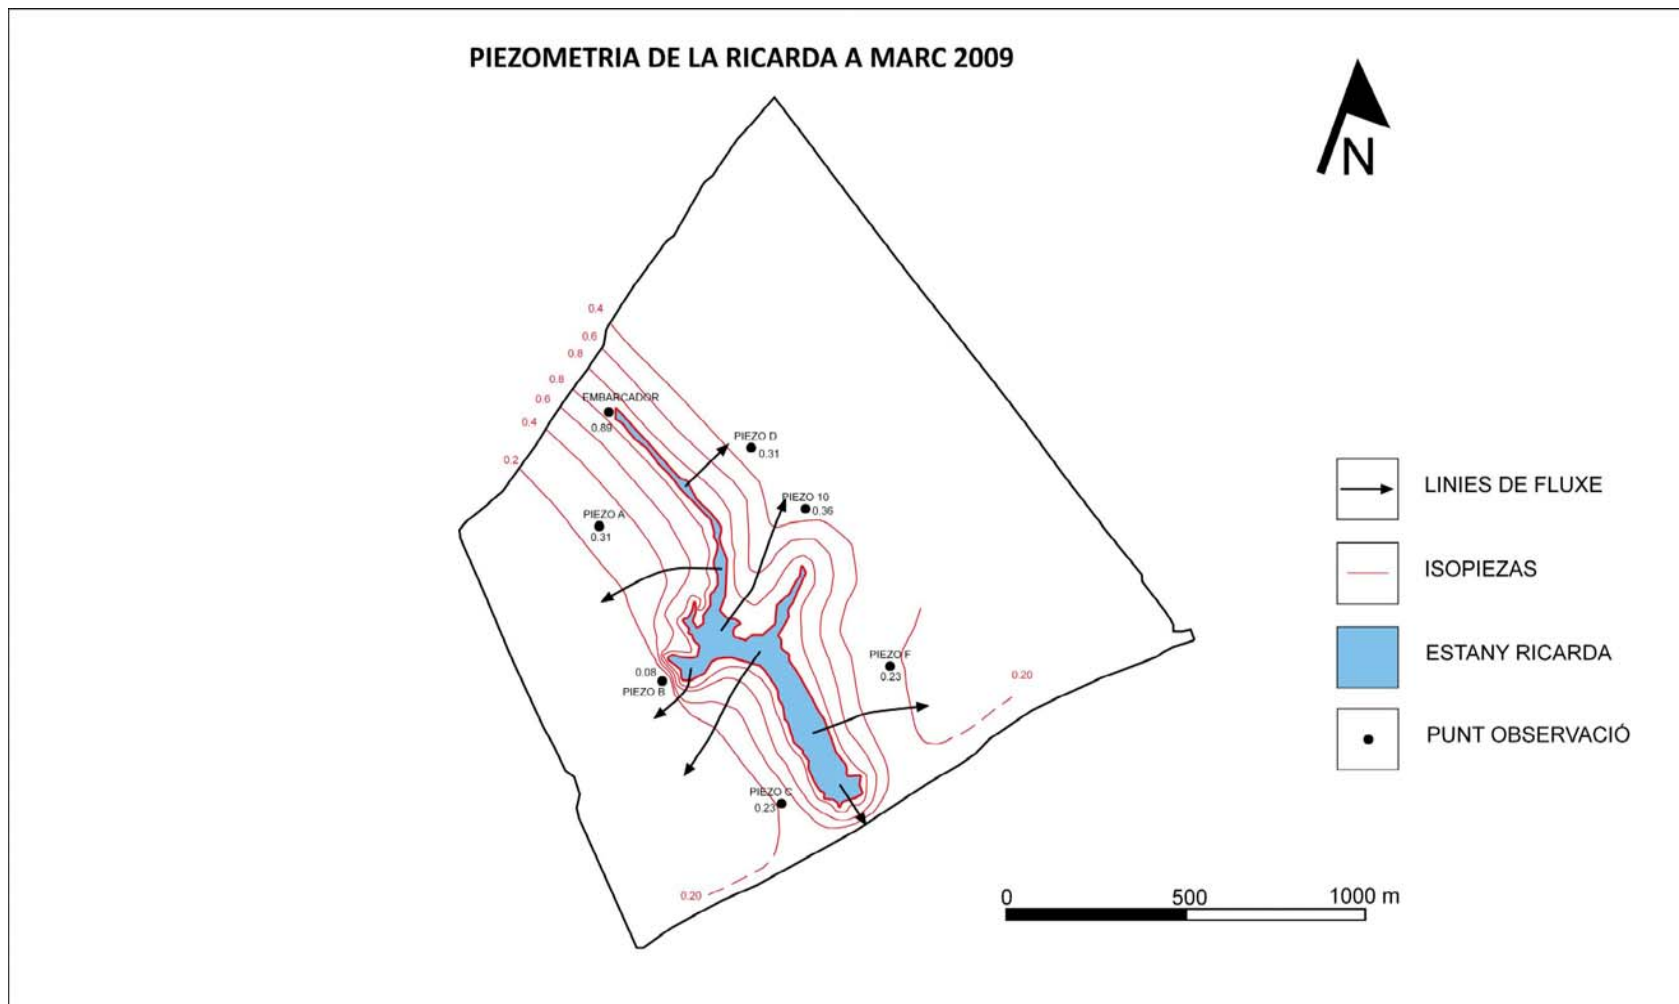 PIEZOMETRIA DE LA RICARDA A MARC 2009
N
0.4
0.6
0.8
0.8
0.6
0.4
0.2
EMBARCADOR
0.89
PIEZO D
0.31
PIEZO 10
0.36
PIEZO A
0.31
PIEZO F
0.23
0.08
PIEZO B
0.20
PIEZO C
0.23
0.20
LINIES DE FLUXE
ISOPIEZAS
ESTANY RICARDA
PUNT OBSERVACIÓ
0 500 1000 m